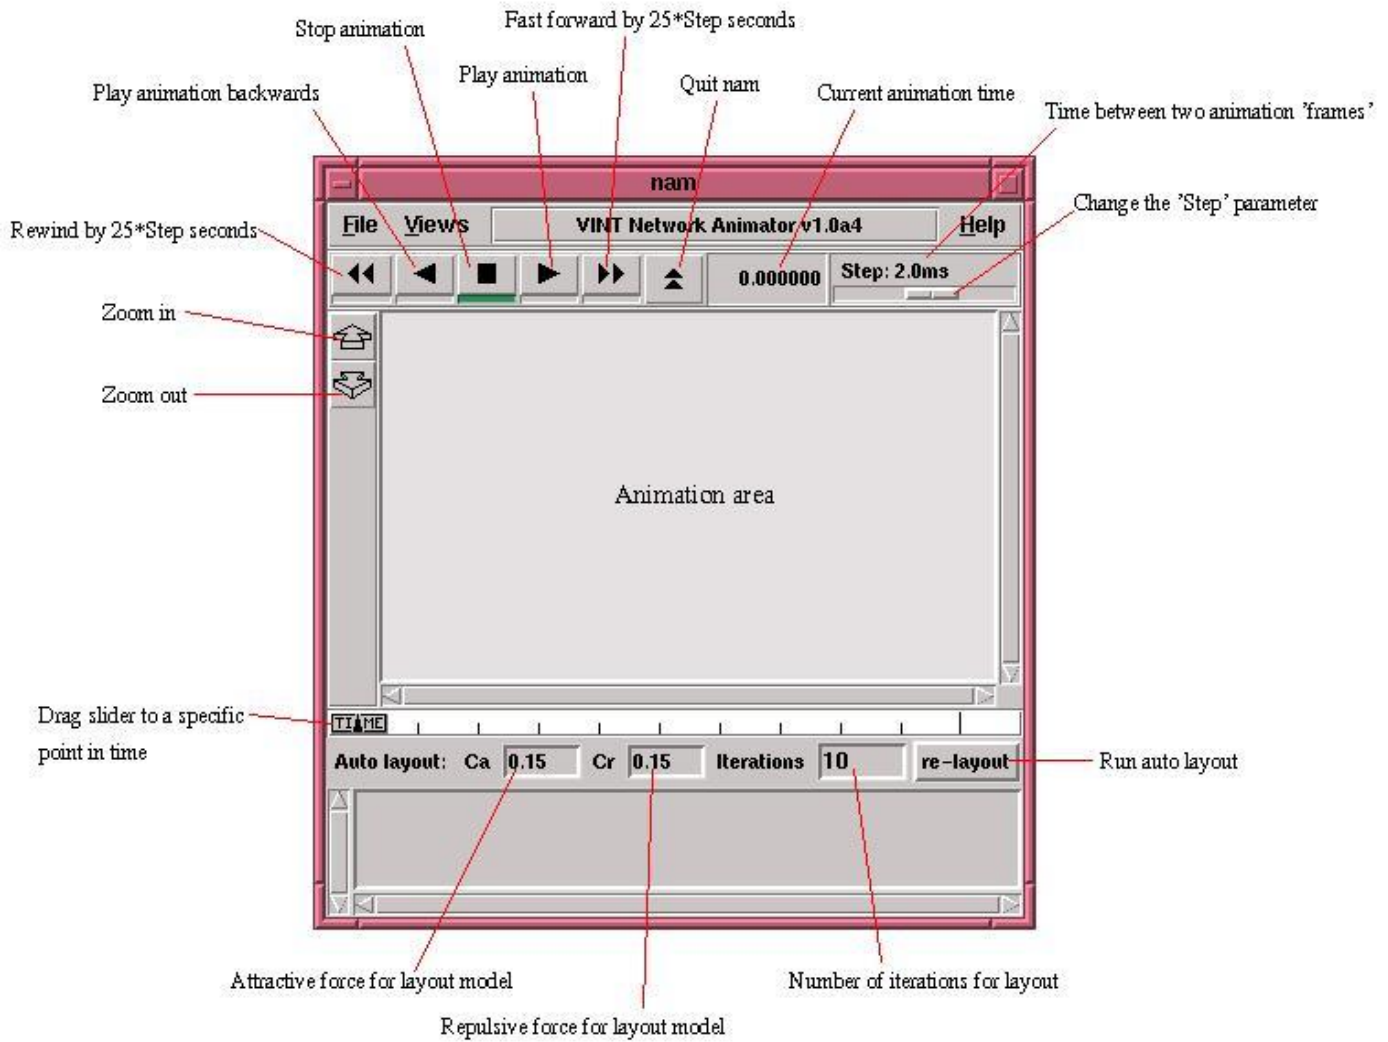 Fast forward by 25*Step seconds
Stop animation
Play animation
Quit nam
Play animation backwards
Current animation time
Time between two animation 'frames'
nam
Change the 'Step' parameter
File Views VINT Network Animator v1.0a4 Help
Rewind by 25*Step seconds
0.000000
Step: 2.0ms
Zoom in
Zoom out
Animation area
Drag slider to a specific
point in time
TIME
Auto layout: Ca 0.15 Cr 0.15 Iterations 10 re-layout
Run auto layout
Attractive force for layout model
Number of iterations for layout
Repulsive force for layout model